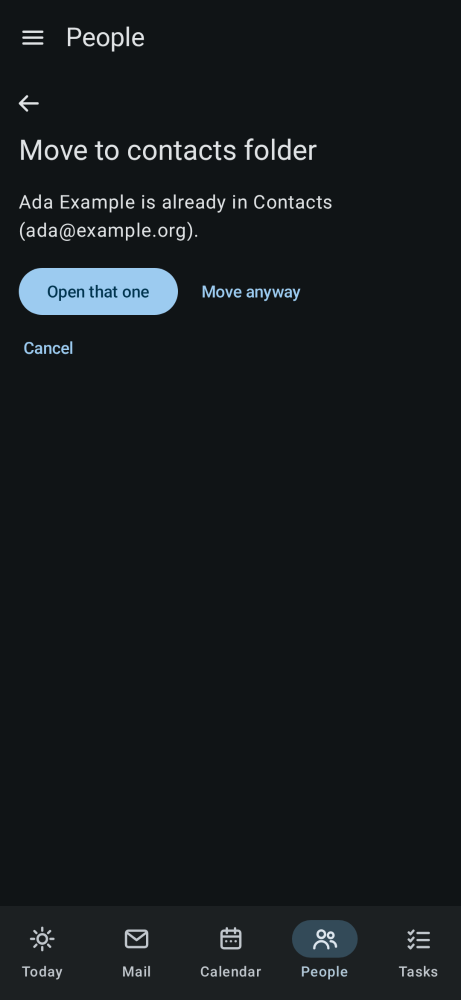 People
Move to contacts folder
Ada Example is already in Contacts
(ada@example.org).
Open that one
Move anyway
Cancel
Today
Mail
Calendar
People
Tasks